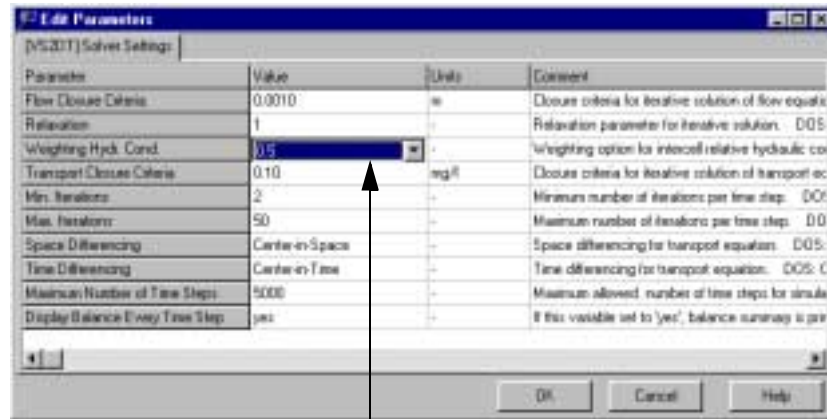 Edit Parameters
[VS2DT] Solver Settings
Parameter Value Units Comment
Flow Closure Criteria 0.0010 m Closure criteria for iterative solution of flow equatio
Relaxation 1 - Relaxation parameter for iterative solution. DOS:
Weighting Hydr. Cond. 0.5 - Weighting option for intercell relative hydraulic co
Transport Closure Criteria 0.10 mg/l Closure criteria for iterative solution of transport eq
Min. Iterations 2 - Minimum number of iterations per time step. DOS
Max. Iterations 50 - Maximum number of iterations per time step. DO
Space Differencing Center-in-Space - Space differencing for transport equation. DOS:
Time Differencing Center-in-Time - Time differencing for transport equation. DOS: C
Maximum Number of Time Steps 5000 - Maximum allowed number of time steps for simula
Display Balance Every Time Step yes - If this variable set to 'yes', balance summary is prin
OK Cancel Help